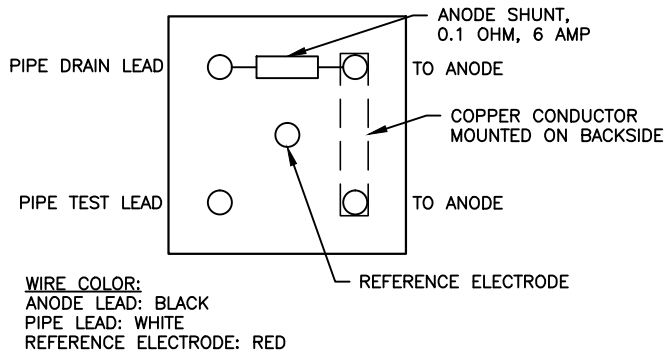 ANODE SHUNT,
0.1 OHM, 6 AMP
PIPE DRAIN LEAD
TO ANODE
COPPER CONDUCTOR
MOUNTED ON BACKSIDE
PIPE TEST LEAD
TO ANODE
REFERENCE ELECTRODE
WIRE COLOR:
ANODE LEAD: BLACK
PIPE LEAD: WHITE
REFERENCE ELECTRODE: RED